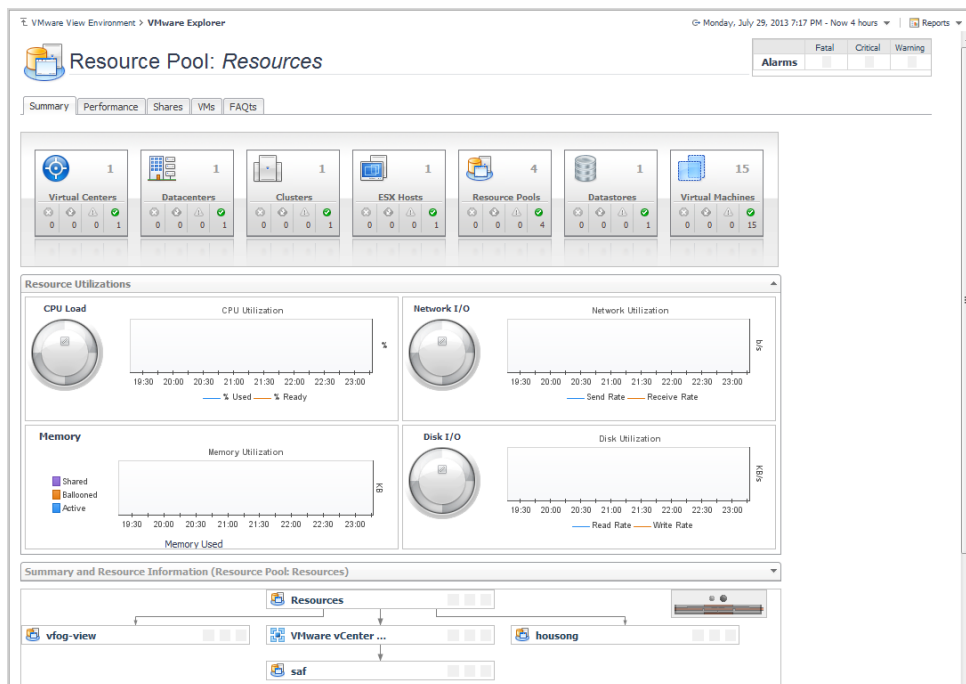 VMware View Environment > VMware Explorer
Monday, July 29, 2013 7:17 PM - Now 4 hours
Reports
Resource Pool: Resources
Fatal Critical Warning
Alarms
Summary Performance Shares VMs FAQts
1 1 1 1 4 1 15
Virtual Centers Datacenters Clusters ESX Hosts Resource Pools Datastores Virtual Machines
0 0 0 1 0 0 0 1 0 0 0 1 0 0 0 1 0 0 0 4 0 0 0 1 0 0 0 15
Resource Utilizations
CPU Load
CPU Utilization
%
19:30 20:00 20:30 21:00 21:30 22:00 22:30 23:00
% Used % Ready
Network I/O
Network Utilization
b/s
19:30 20:00 20:30 21:00 21:30 22:00 22:30 23:00
Send Rate Receive Rate
Memory
Memory Utilization
Shared
Ballooned
Active
KB
19:30 20:00 20:30 21:00 21:30 22:00 22:30 23:00
Memory Used
Disk I/O
Disk Utilization
KB/s
19:30 20:00 20:30 21:00 21:30 22:00 22:30 23:00
Read Rate Write Rate
Summary and Resource Information (Resource Pool: Resources)
Resources
vfog-view VMware vCenter ... housong
saf